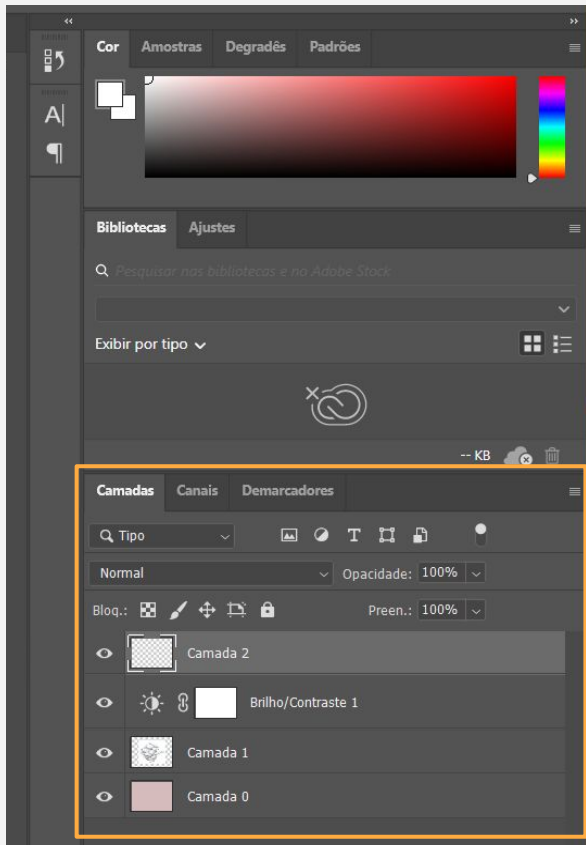 Cor Amostras Degradês Padrões
A|
Bibliotecas Ajustes
Pesquisar nas bibliotecas e no Adobe Stock
Exibir por tipo
-- KB
Camadas Canais Demarcadores
Tipo T
Normal Opacidade: 100%
Bloq.: Preen.: 100%
Camada 2
Brilho/Contraste 1
Camada 1
Camada 0